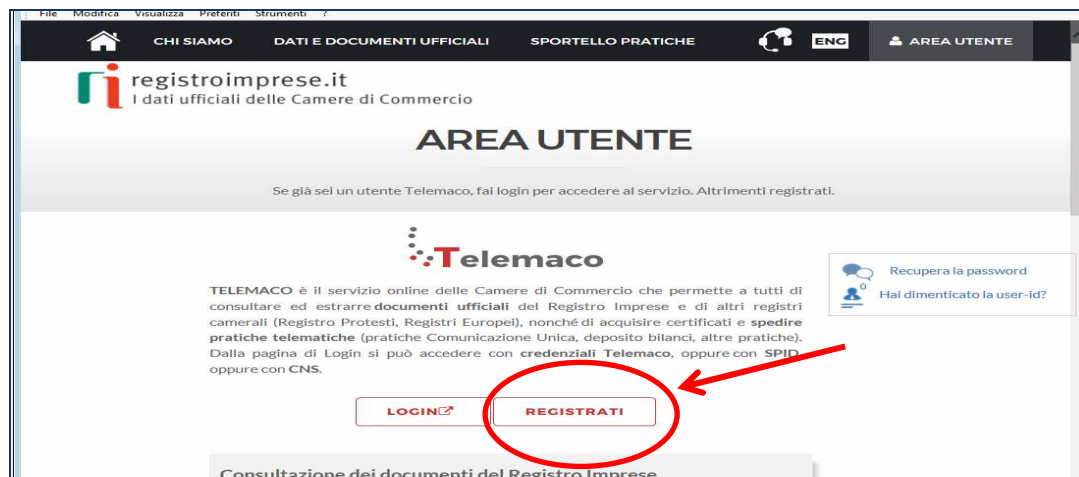 File Modifica Visualizza Preferiti Strumenti ?
CHI SIAMO DATI E DOCUMENTI UFFICIALI SPORTELLO PRATICHE ENG AREA UTENTE
registroimprese.it
I dati ufficiali delle Camere di Commercio
AREA UTENTE
Se già sei un utente Telemaco, fai login per accedere al servizio. Altrimenti registrati.
Telemaco
TELEMACO è il servizio online delle Camere di Commercio che permette a tutti di
consultare ed estrarre documenti ufficiali del Registro Imprese e di altri registri
camerali (Registro Protesti, Registri Europei), nonché di acquisire certificati e spedire
pratiche telematiche (pratiche Comunicazione Unica, deposito bilanci, altre pratiche).
Dalla pagina di Login si può accedere con credenziali Telemaco, oppure con SPID,
oppure con CNS.
Recupera la password
Hai dimenticato la user-id?
LOGIN REGISTRATI
Consultazione dei documenti del Registro Imprese